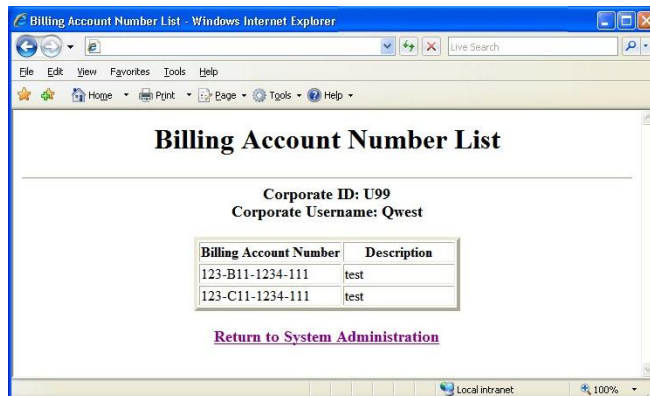 Billing Account Number List - Windows Internet Explorer
Live Search
File Edit View Favorites Tools Help
Home Print Page Tools Help
Billing Account Number List
Corporate ID: U99
Corporate Username: Qwest
Billing Account Number Description
123-B11-1234-111 test
123-C11-1234-111 test
Return to System Administration
Local intranet 100%